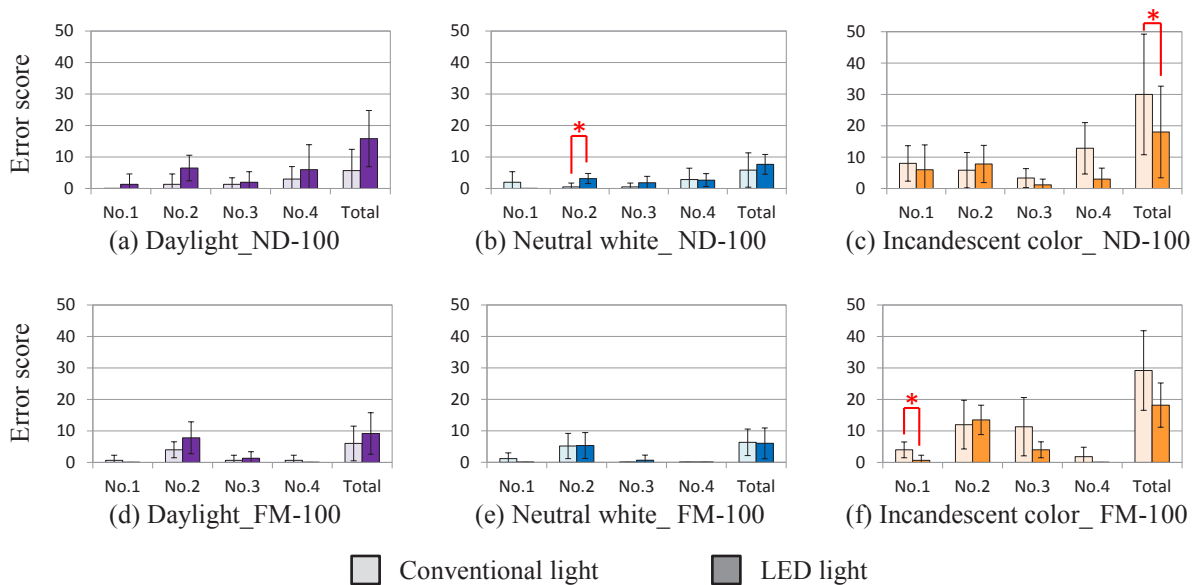 Error score
50
40
30
20
10
0
No.1 No.2 No.3 No.4 Total
(a) Daylight_ND-100
50
40
30
20
10
0
*
No.1 No.2 No.3 No.4 Total
(b) Neutral white_ ND-100
50
40
30
20
10
0
*
No.1 No.2 No.3 No.4 Total
(c) Incandescent color_ ND-100
Error score
50
40
30
20
10
0
No.1 No.2 No.3 No.4 Total
(d) Daylight_FM-100
50
40
30
20
10
0
No.1 No.2 No.3 No.4 Total
(e) Neutral white_ FM-100
50
40
30
20
10
0
*
No.1 No.2 No.3 No.4 Total
(f) Incandescent color_ FM-100
Conventional light LED light